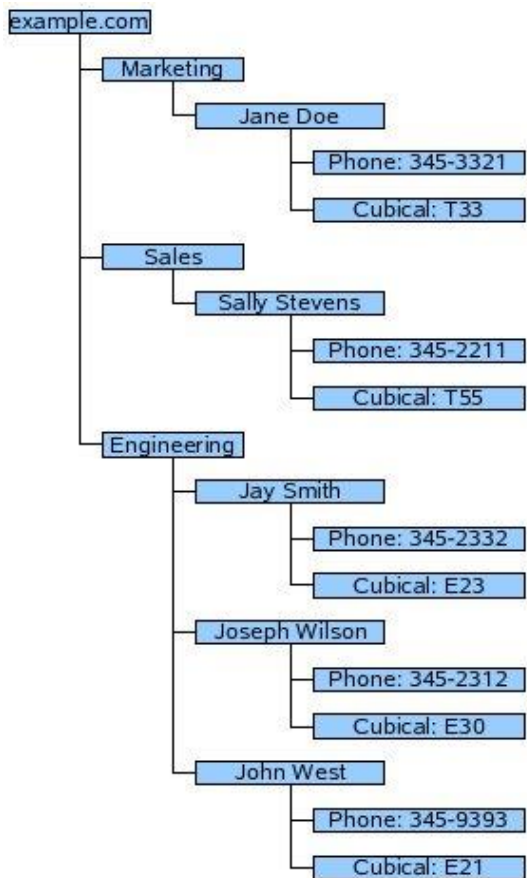 example.com
Marketing
Jane Doe
Phone: 345-3321
Cubical: T33
Sales
Sally Stevens
Phone: 345-2211
Cubical: T55
Engineering
Jay Smith
Phone: 345-2332
Cubical: E23
Joseph Wilson
Phone: 345-2312
Cubical: E30
John West
Phone: 345-9393
Cubical: E21